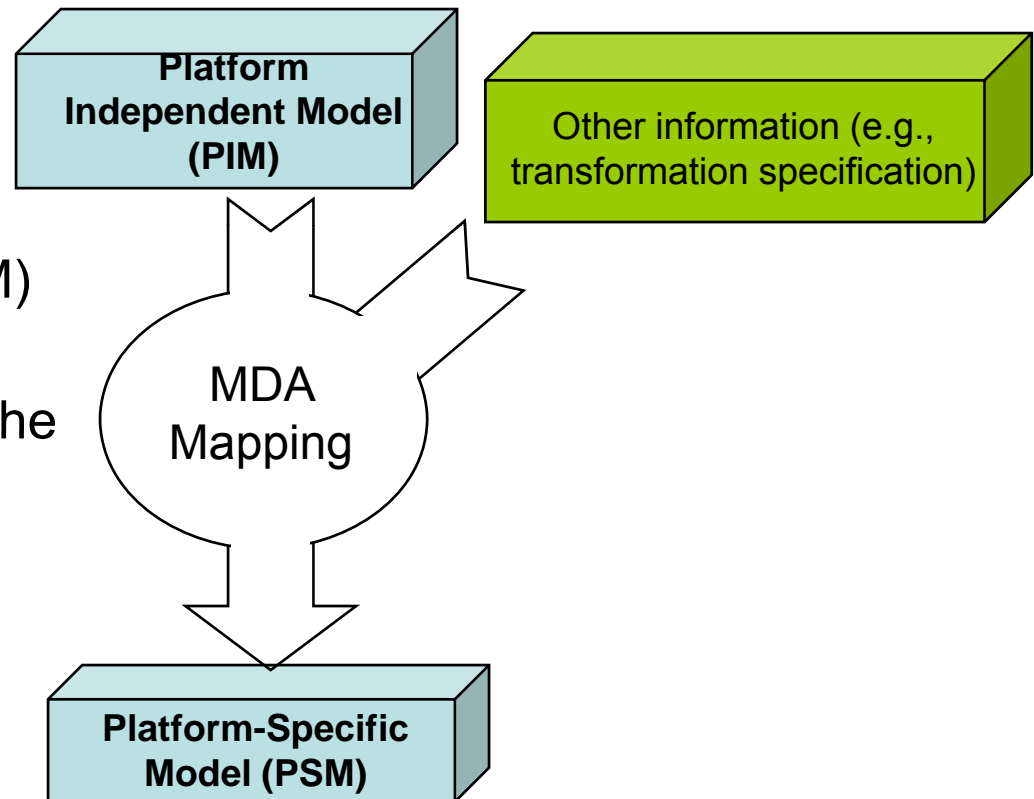 Platform
Independent Model
(PIM)
Other information (e.g.,
transformation specification)
M)
he
MDA
Mapping
Platform-Specific
Model (PSM)